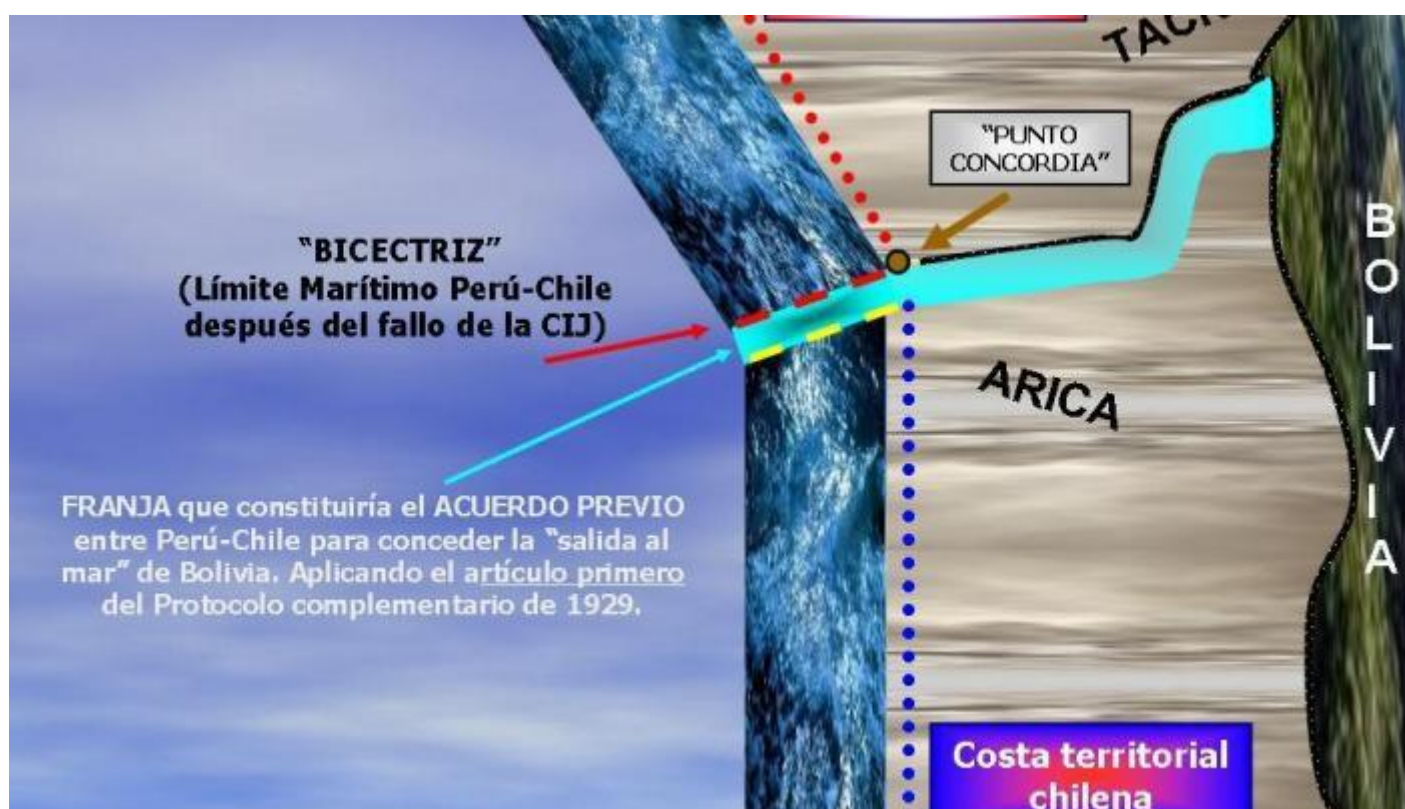 "PUNTO
CONCORDIA"
"BICECTRIZ"
(Límite Marítimo Perú-Chile
después del fallo de la CIJ)
ARICA
BOLIVIA
FRANJA que constituiría el ACUERDO PREVIO
entre Perú-Chile para conceder la "salida al
mar" de Bolivia. Aplicando el artículo primero
del Protocolo complementario de 1929.
Costa territorial
chilena